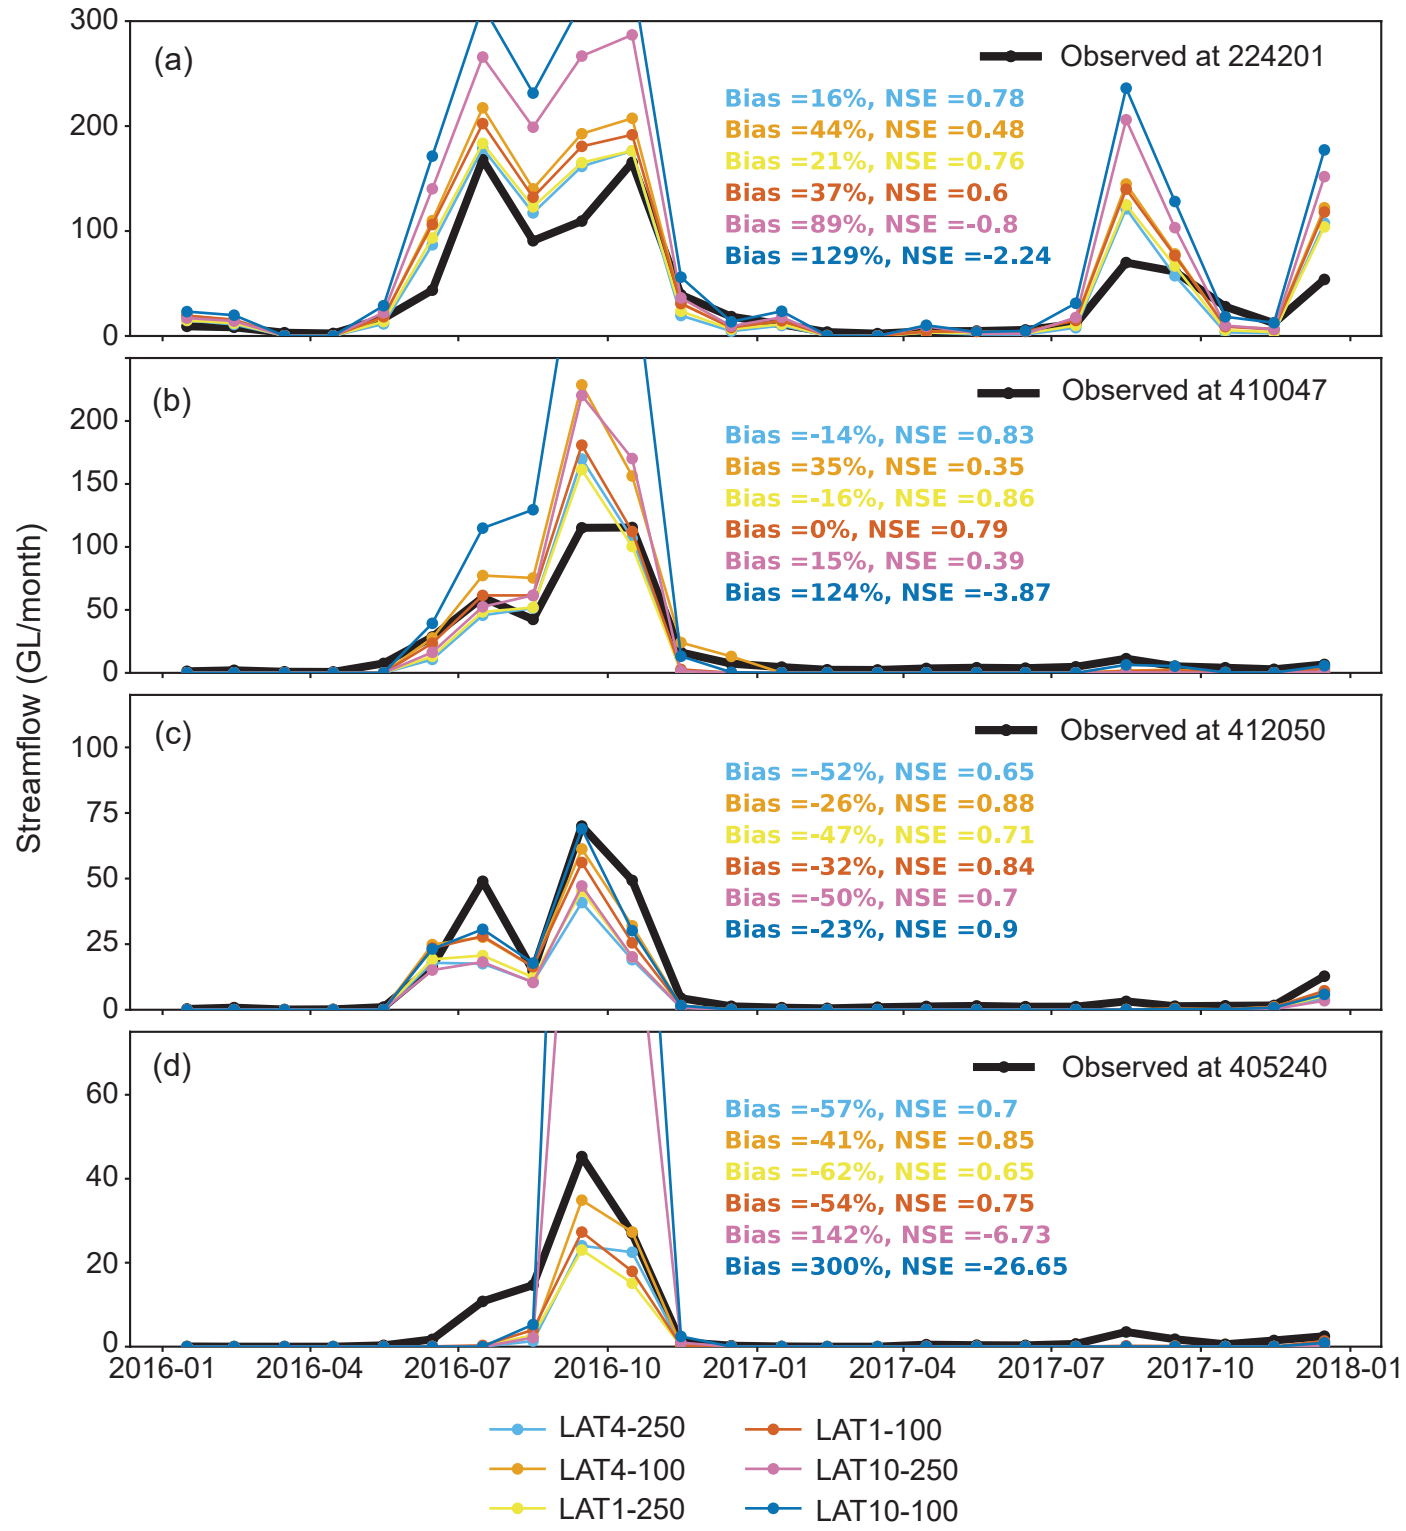 300
(a)
Observed at 224201
Bias =16%, NSE =0.78
Bias =44%, NSE =0.48
200
Bias =21%, NSE =0.76
Bias =37%, NSE =0.6
100
Bias =89%, NSE =-0.8
Bias =129%, NSE =-2.24
0
(b)
Observed at 410047
200
Bias =-14%, NSE =0.83
Bias =35%, NSE =0.35
150
Bias =-16%, NSE =0.86
Bias =0%, NSE =0.79
100
Bias =15%, NSE =0.39
Bias =124%, NSE =-3.87
50
0
Streamflow (GL/month)
(c)
Observed at 412050
100
Bias =-52%, NSE =0.65
Bias =-26%, NSE =0.88
75
Bias =-47%, NSE =0.71
Bias =-32%, NSE =0.84
50
Bias =-50%, NSE =0.7
Bias =-23%, NSE =0.9
25
0
(d)
Observed at 405240
60
Bias =-57%, NSE =0.7
Bias =-41%, NSE =0.85
40
Bias =-62%, NSE =0.65
Bias =-54%, NSE =0.75
Bias =142%, NSE =-6.73
20
Bias =300%, NSE =-26.65
0
2016-01 2016-04 2016-07 2016-10 2017-01 2017-04 2017-07 2017-10 2018-01
LAT4-250 LAT1-100
LAT4-100 LAT10-250
LAT1-250 LAT10-100